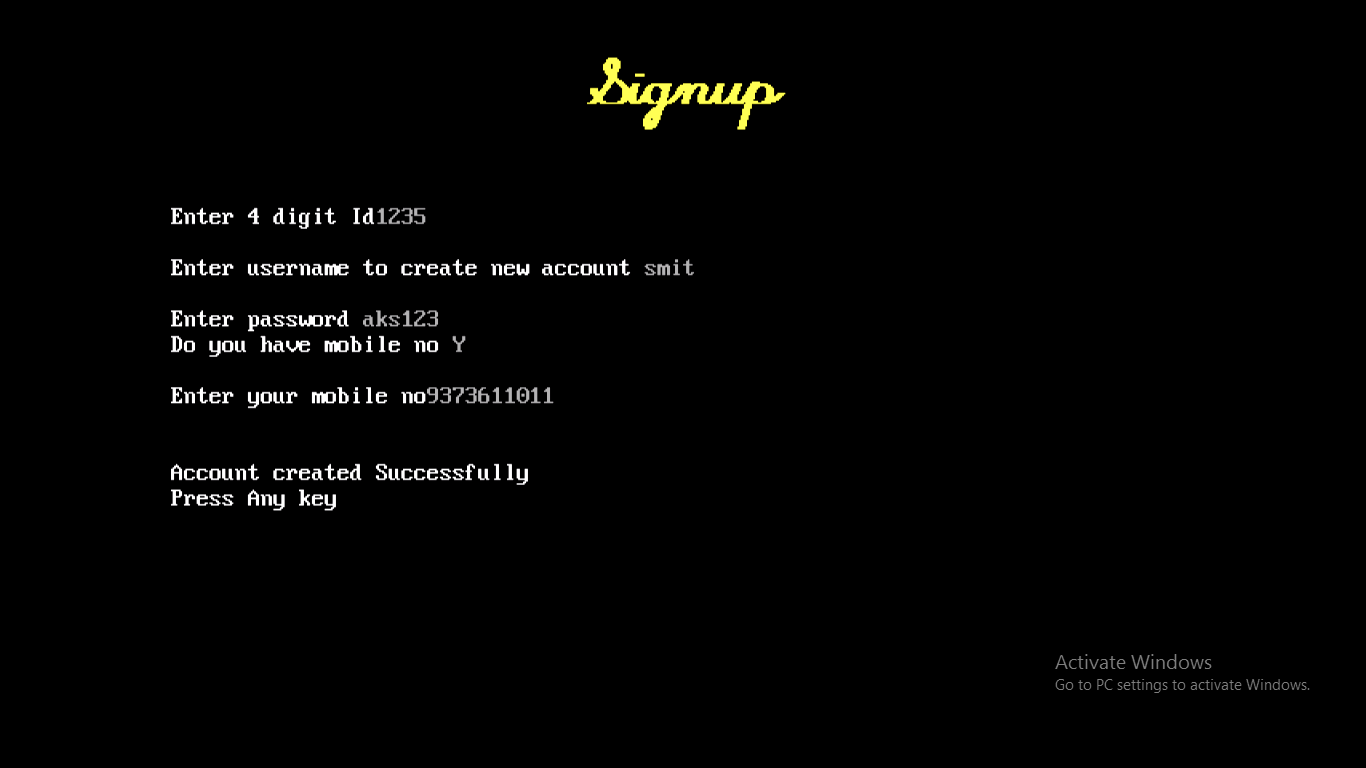 Signup
Enter 4 digit Id1235
Enter username to create new account smit
Enter password aks123
Do you have mobile no Y
Enter your mobile no9373611011
Account created Successfully
Press Any key
Activate Windows
Go to PC settings to activate Windows.